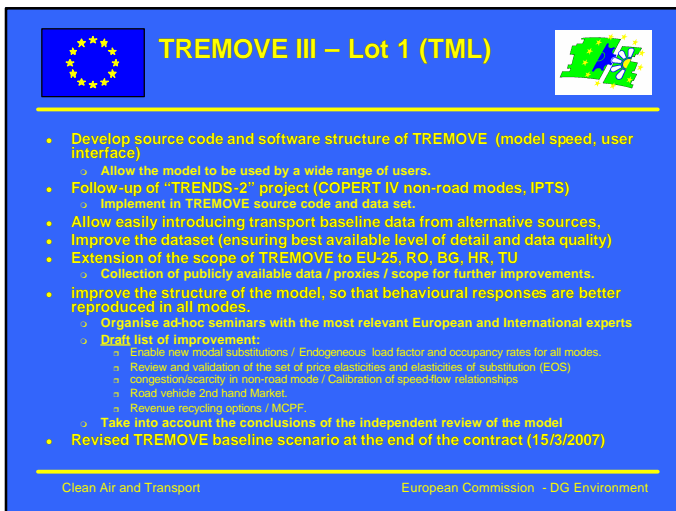 TREMOVE III – Lot 1 (TML)
• Develop source code and software structure of TREMOVE (model speed, user
interface)
○ Allow the model to be used by a wide range of users.
• Follow-up of “TRENDS-2” project (COPERT IV non-road modes, IPTS)
○ Implement in TREMOVE source code and data set.
• Allow easily introducing transport baseline data from alternative sources,
• Improve the dataset (ensuring best available level of detail and data quality)
• Extension of the scope of TREMOVE to EU-25, RO, BG, HR, TU
○ Collection of publicly available data / proxies / scope for further improvements.
• improve the structure of the model, so that behavioural responses are better
reproduced in all modes.
○ Organise ad-hoc seminars with the most relevant European and International experts
○ Draft list of improvement:
❒ Enable new modal substitutions / Endogeneous load factor and occupancy rates for all modes.
❒ Review and validation of the set of price elasticities and elasticities of substitution (EOS)
❒ congestion/scarcity in non-road mode / Calibration of speed-flow relationships
❒ Road vehicle 2nd hand Market.
❒ Revenue recycling options / MCPF.
○ Take into account the conclusions of the independent review of the model
• Revised TREMOVE baseline scenario at the end of the contract (15/3/2007)
Clean Air and Transport
European Commission - DG Environment